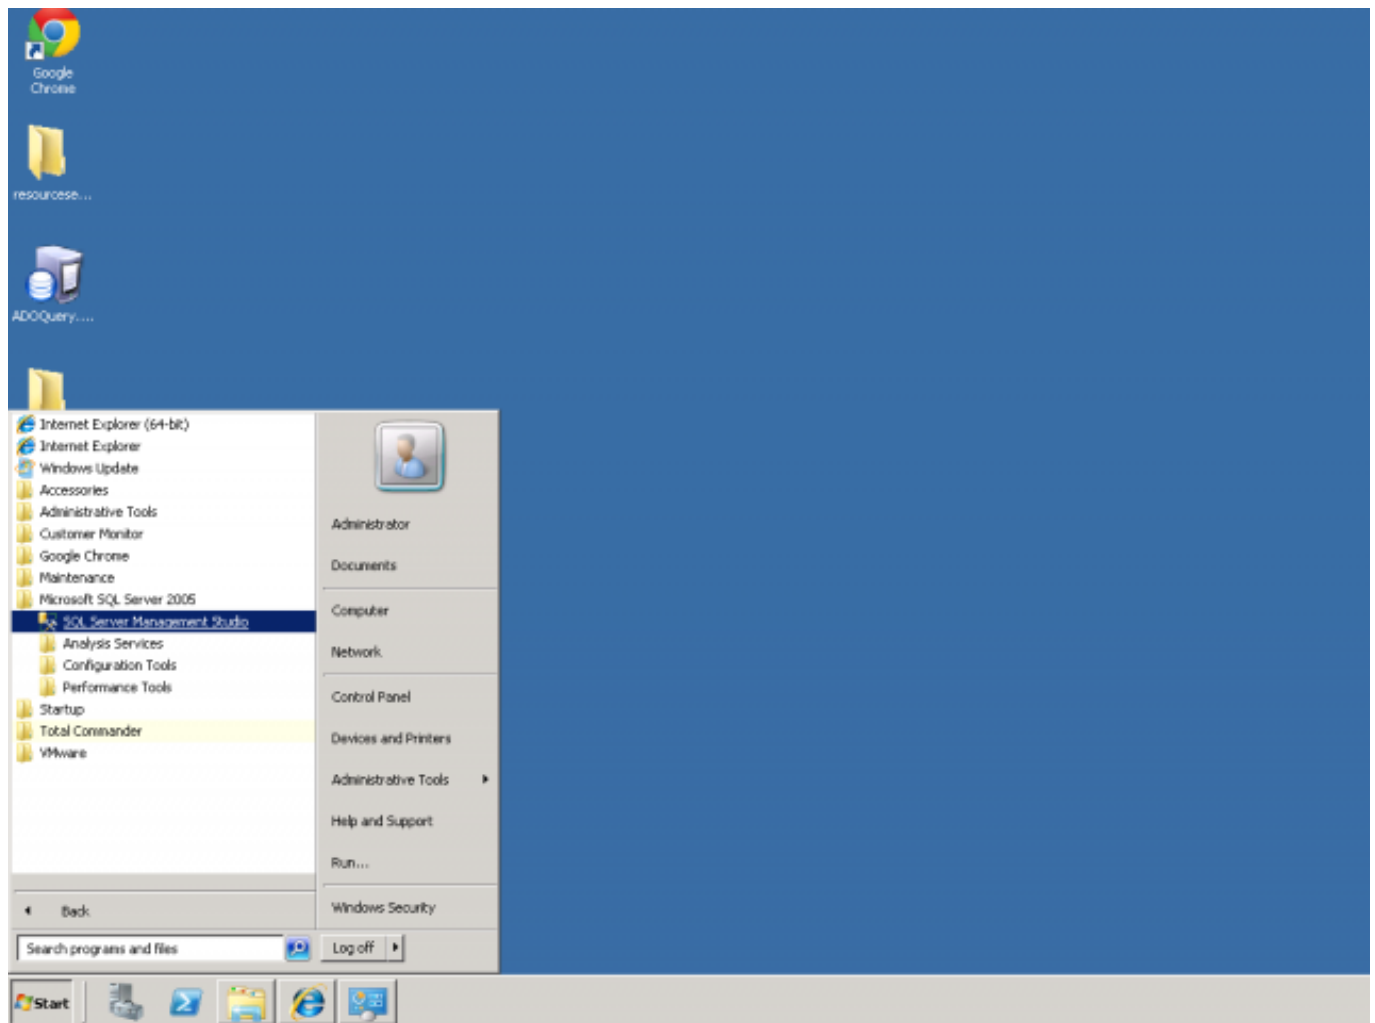 Google
Chrome
resourcese...
ADOQuery....
Internet Explorer (64-bit)
Internet Explorer
Windows Update
Accessories
Administrative Tools
Customer Monitor
Google Chrome
Maintenance
Microsoft SQL Server 2005
SQL Server Management Studio
Analysis Services
Configuration Tools
Performance Tools
Startup
Total Commander
VMware
Back
Search programs and files
Administrator
Documents
Computer
Network
Control Panel
Devices and Printers
Administrative Tools
Help and Support
Run...
Windows Security
Log off
Start